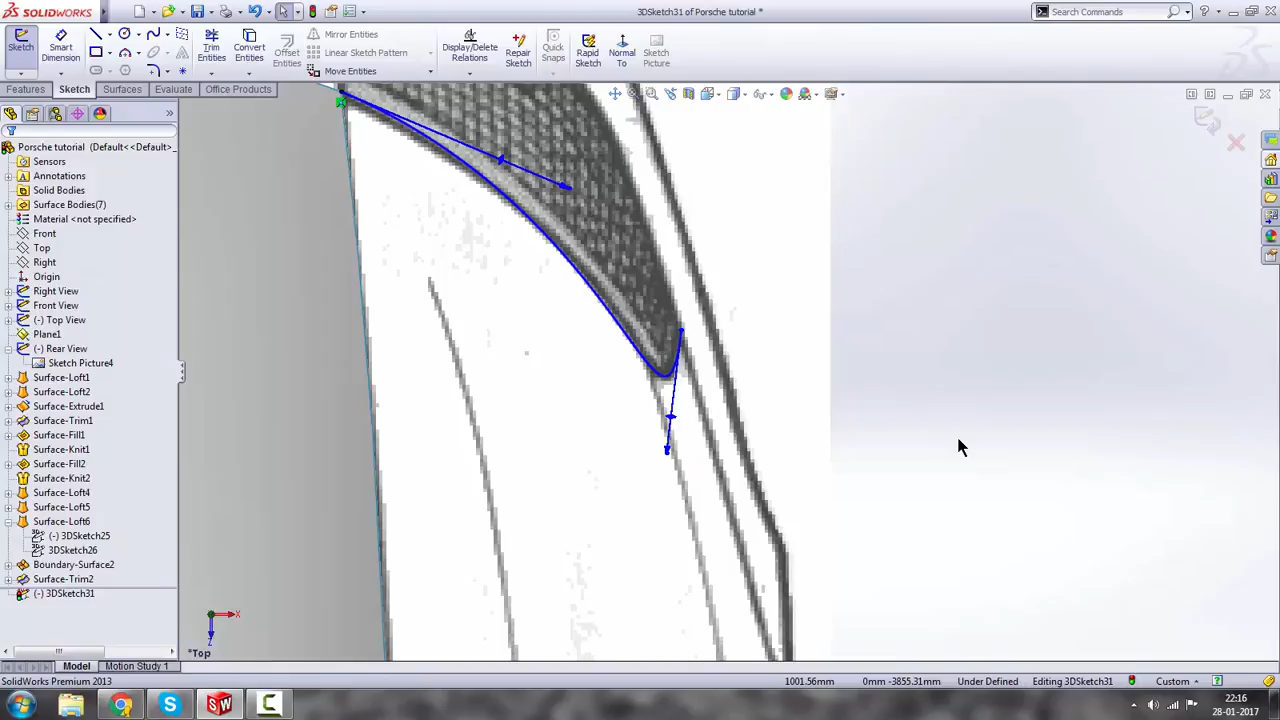 SOLIDWORKS
3DSketch31 of Porsche tutorial *
Search Commands
Sketch
Smart Dimension
Trim Entities
Convert Entities
Offset Entities
Mirror Entities
Linear Sketch Pattern
Move Entities
Display/Delete Relations
Repair Sketch
Quick Snaps
Rapid Sketch
Normal To
Sketch Picture
Features
Sketch
Surfaces
Evaluate
Office Products
Porsche tutorial (Default<<Default>_
Sensors
Annotations
Solid Bodies
Surface Bodies(7)
Material <not specified>
Front
Top
Right
Origin
Right View
Front View
(-) Top View
Plane1
(-) Rear View
Sketch Picture4
Surface-Loft1
Surface-Loft2
Surface-Extrude1
Surface-Trim1
Surface-Fill1
Surface-Knit1
Surface-Fill2
Surface-Knit2
Surface-Loft4
Surface-Loft5
Surface-Loft6
(-) 3DSketch25
3DSketch26
Boundary-Surface2
Surface-Trim2
(-) 3DSketch31
X
Z
*Top
Model
Motion Study 1
SolidWorks Premium 2013
1001.56mm
0mm -3855.31mm
Under Defined
Editing 3DSketch31
Custom
22:16
28-01-2017